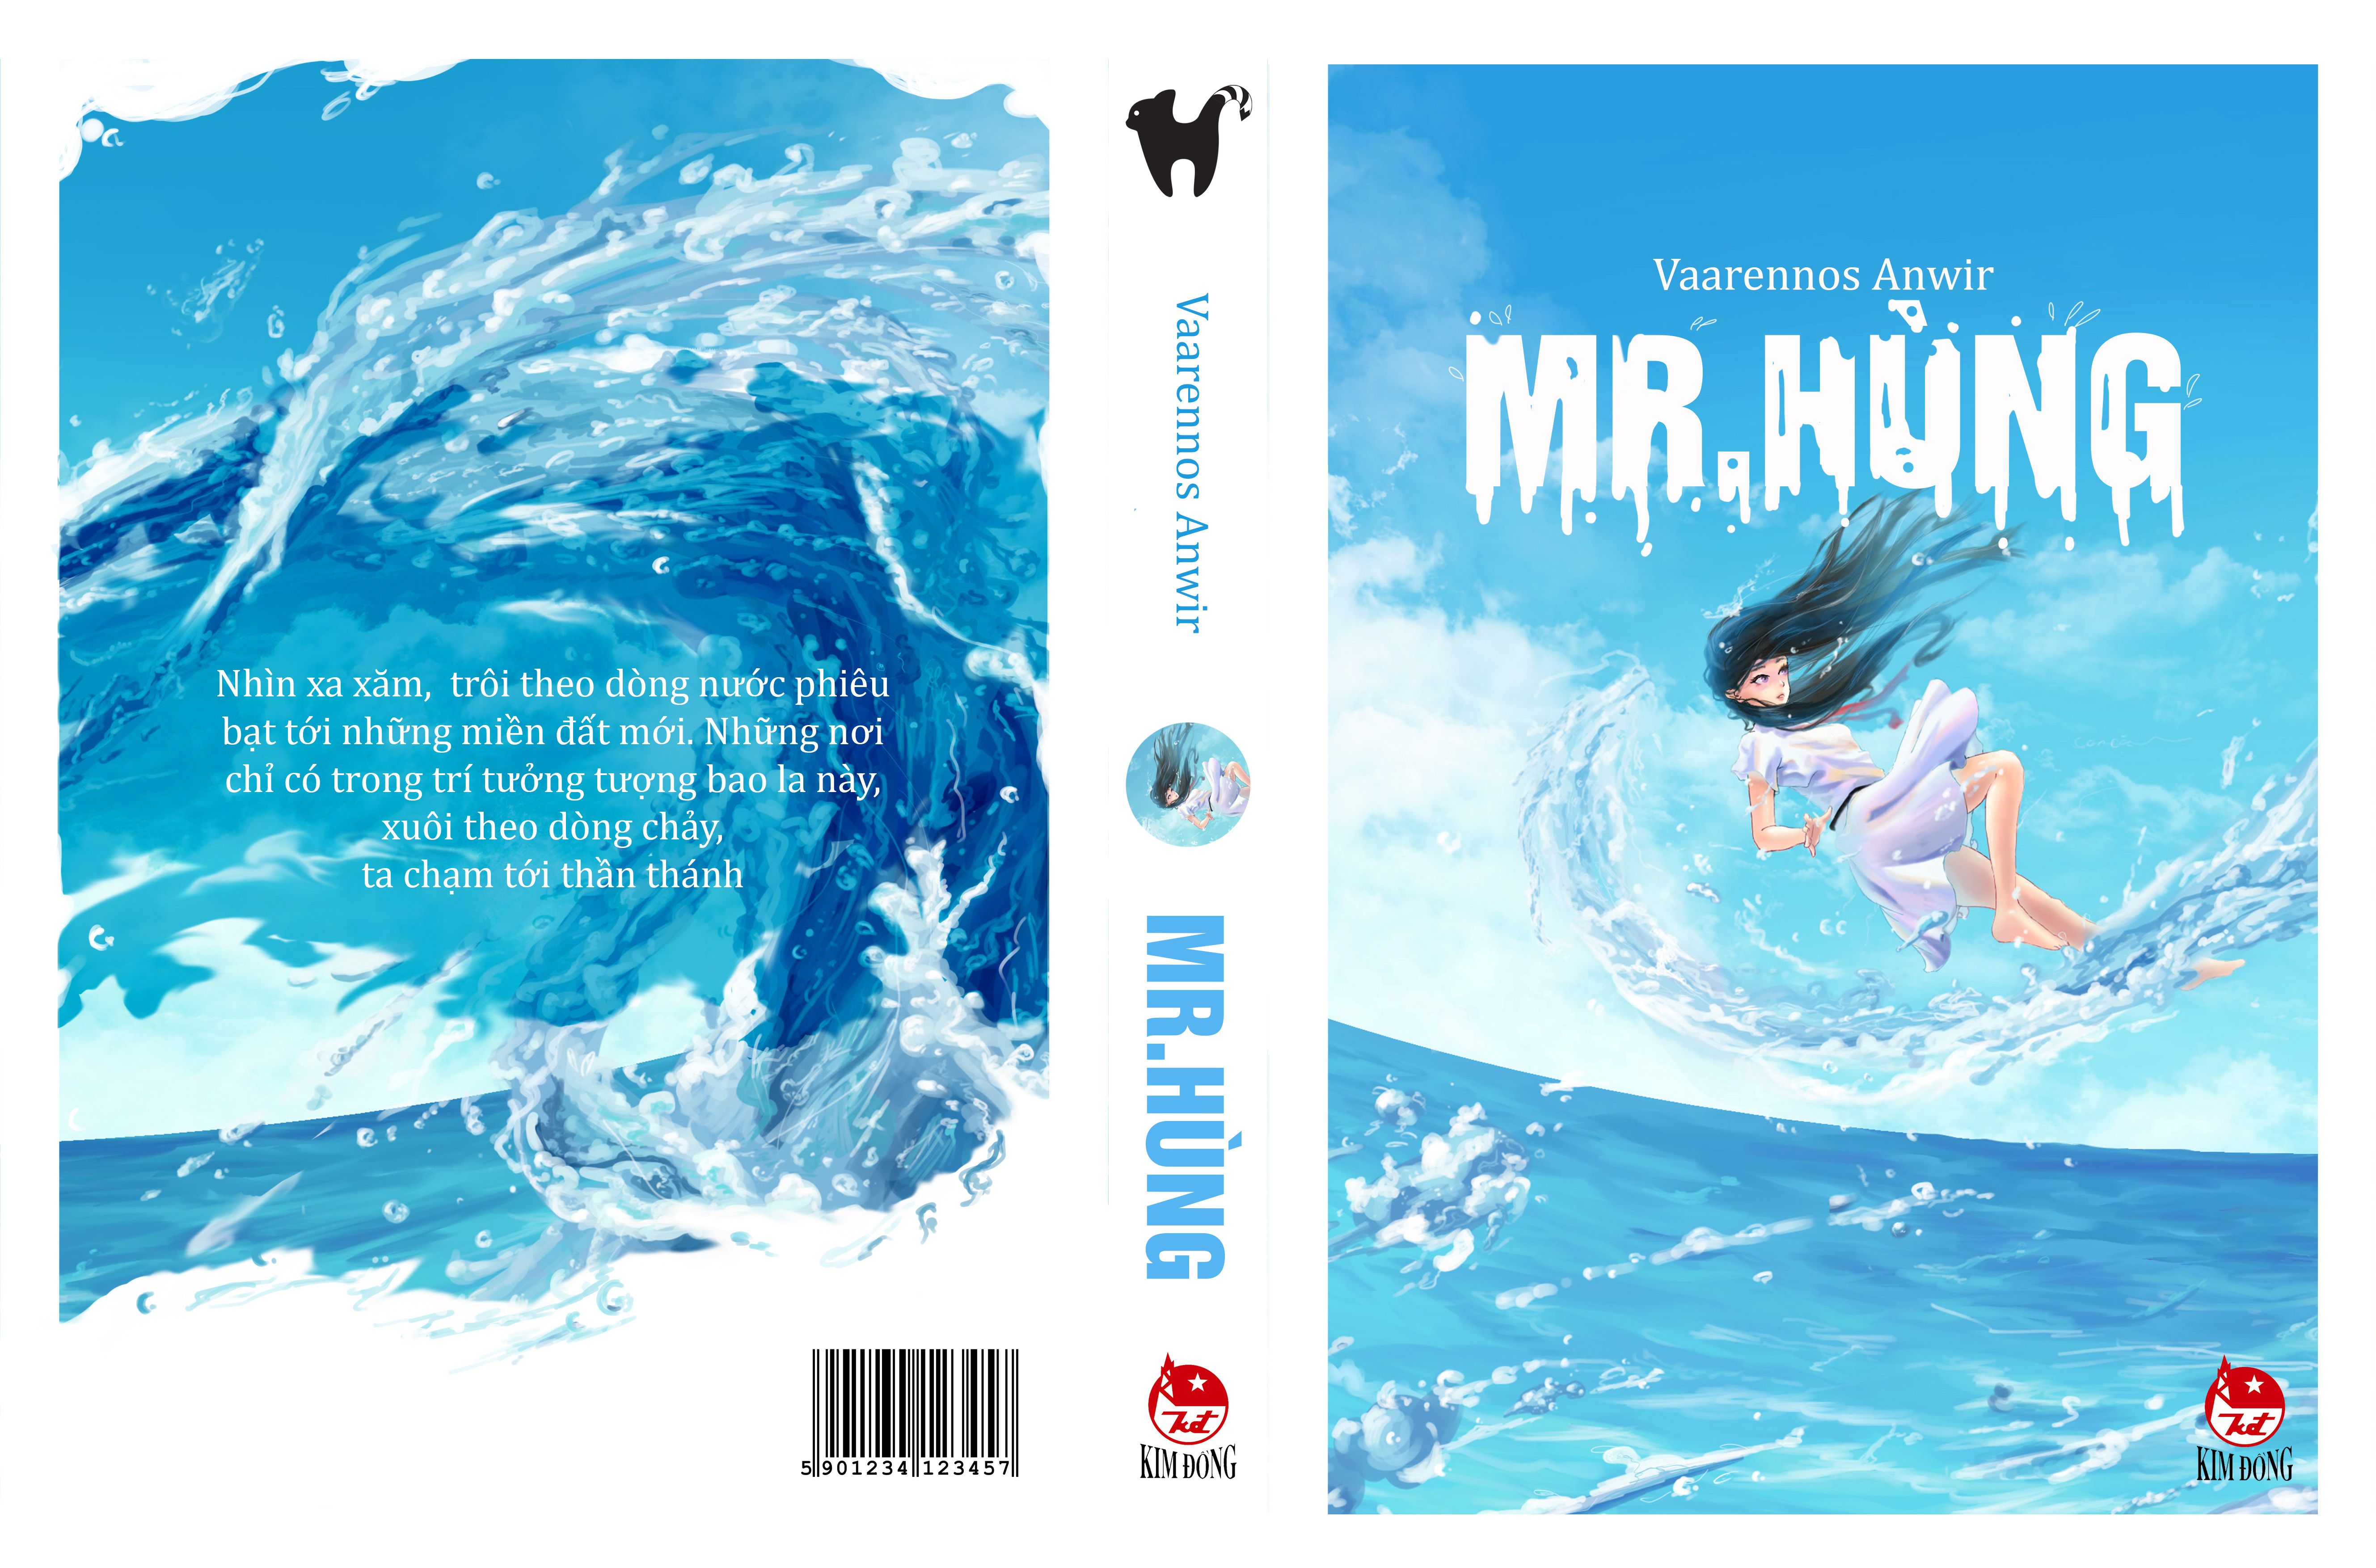 Nhìn xa xăm, trôi theo dòng nước phiêu
bạt tới những miền đất mới. Những nơi
chỉ có trong trí tưởng tượng bao la này,
xuôi theo dòng chảy,
ta chạm tới thần thánh
5 901234 123457
Vaarennos Anwir
MR.HÙNG
kđ
KIM ĐỒNG
Vaarennos Anwir
MR.HÙNG
kđ
KIM ĐỒNG